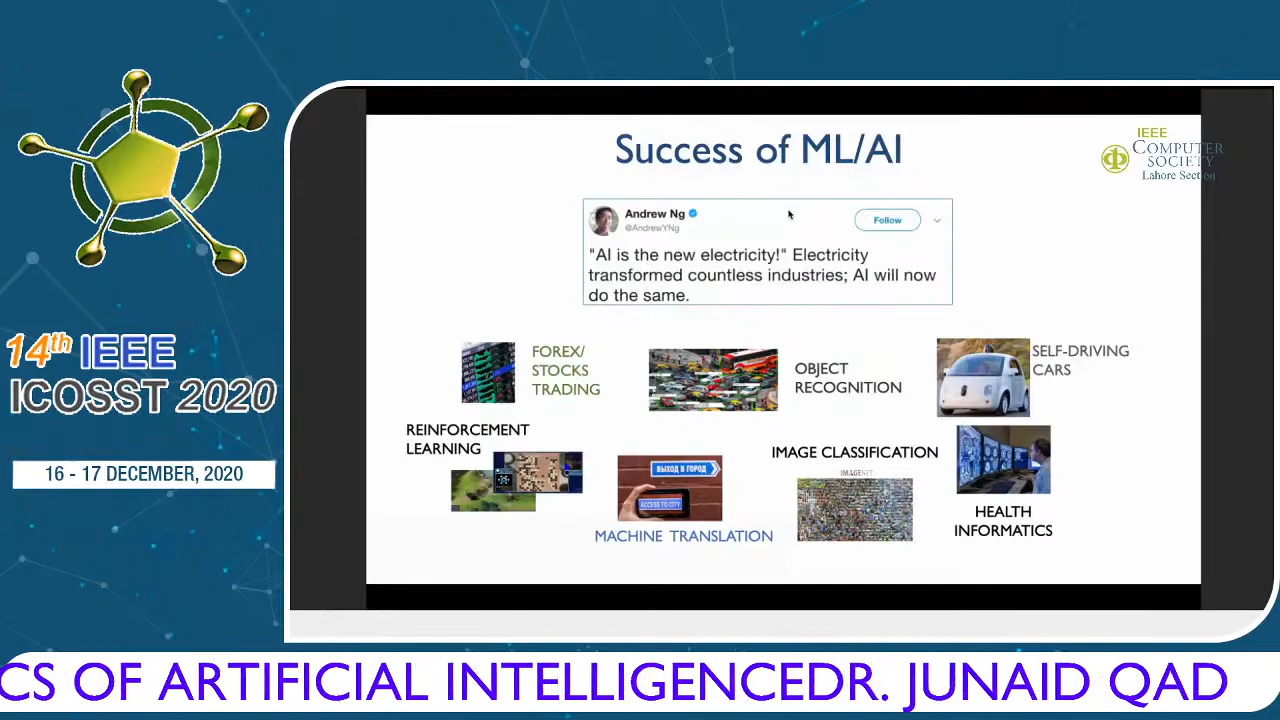 Success of ML/AI
IEEE
COMPUTER
SOCIETY
Lahore Section
Andrew Ng
@AndrewYNg
Follow
"AI is the new electricity!" Electricity
transformed countless industries; AI will now
do the same.
14th IEEE
ICOSST 2020
16 - 17 DECEMBER, 2020
FOREX/
STOCKS
TRADING
OBJECT
RECOGNITION
SELF-DRIVING
CARS
REINFORCEMENT
LEARNING
ВЫХОД В ГОРОД
ACCESS TO CITY
MACHINE TRANSLATION
IMAGE CLASSIFICATION
IMAGENET
HEALTH
INFORMATICS
CS OF ARTIFICIAL INTELLIGENCEDR. JUNAID QAD